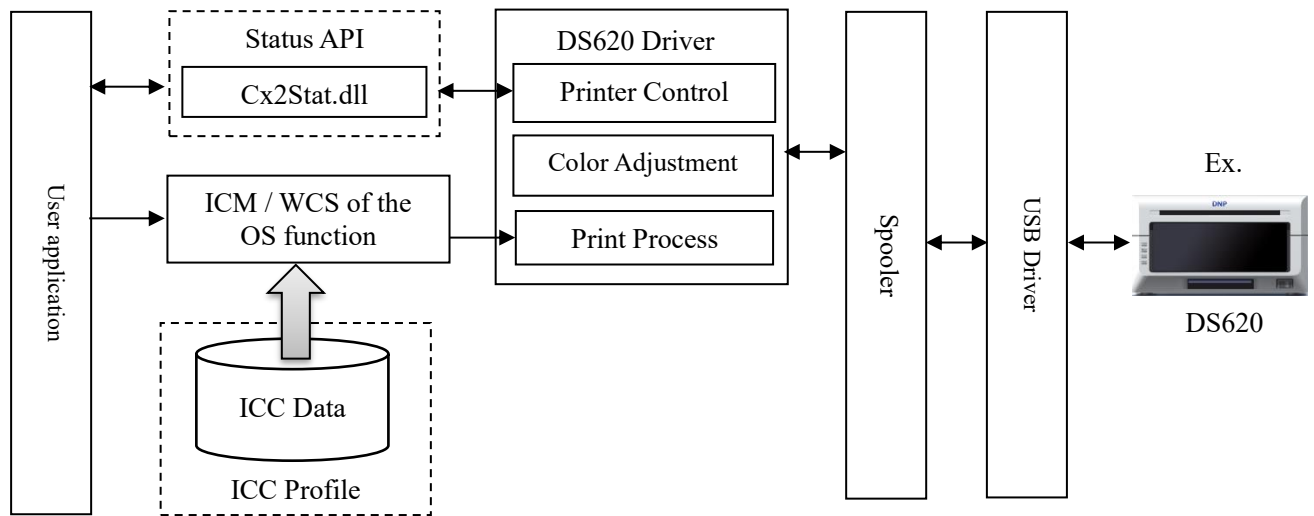 User application
Status API
Cx2Stat.dll
ICM / WCS of the
OS function
ICC Data
ICC Profile
DS620 Driver
Printer Control
Color Adjustment
Print Process
Spooler
USB Driver
Ex.
DNP
DS620